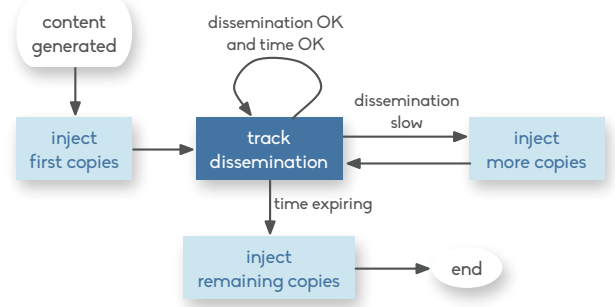 content
generated
dissemination OK
and time OK
inject
first copies
track
dissemination
dissemination
slow
inject
more copies
time expiring
inject
remaining copies
end